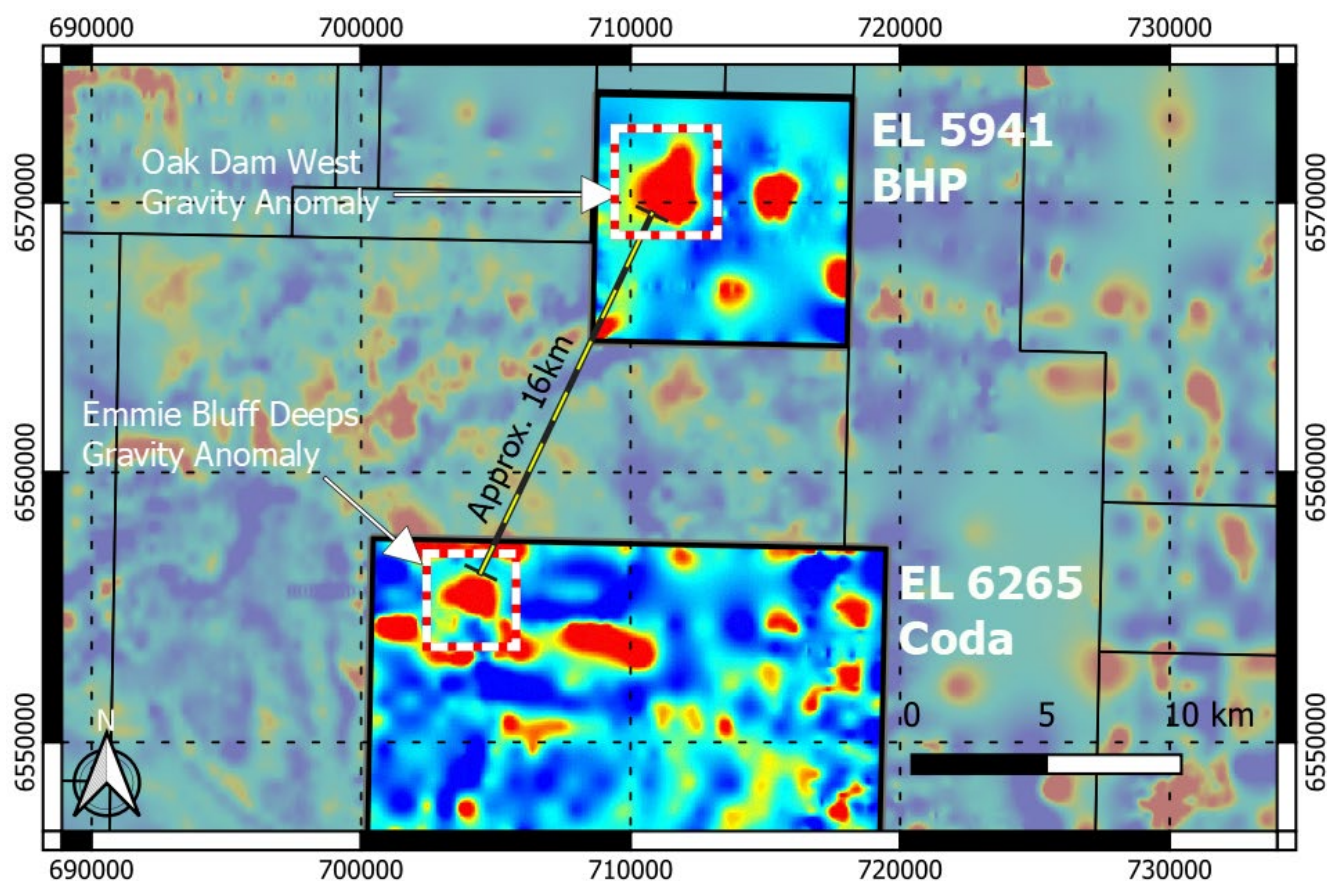 690000 700000 710000 720000 730000
EL 5941
BHP
Oak Dam West
Gravity Anomaly
6570000 6570000
Approx. 16km
Emmie Bluff Deeps
Gravity Anomaly
6560000 6560000
EL 6265
Coda
N
0 5 10 km
6550000 6550000
690000 700000 710000 720000 730000